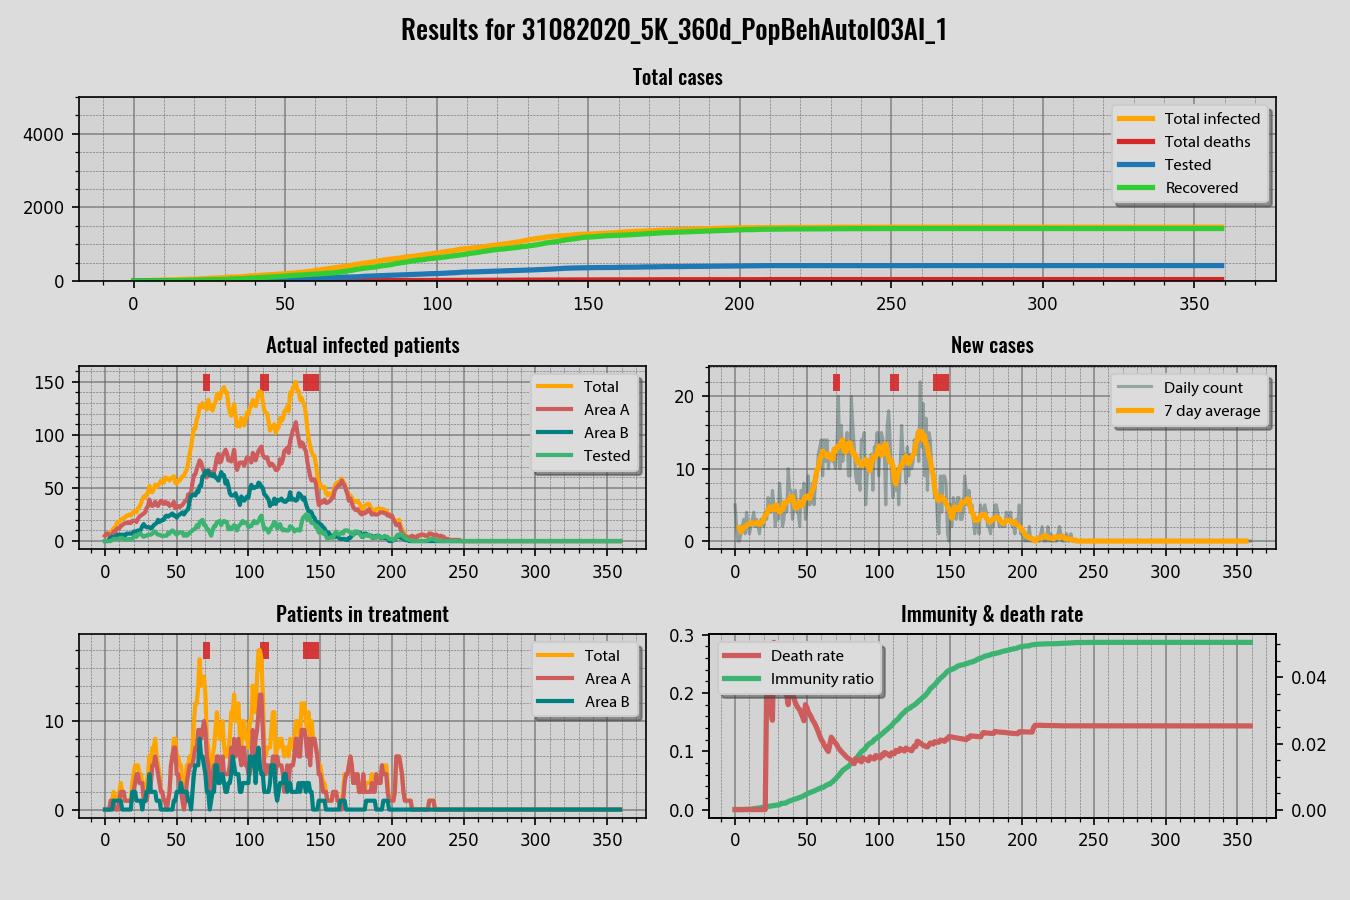 Results for 31082020_5K_360d_PopBehAutoI03AI_1
Total cases
4000
2000
0
0 50 100 150 200 250 300 350
Total infected
Total deaths
Tested
Recovered
Actual infected patients
150
100
50
0
0 50 100 150 200 250 300 350
Total
Area A
Area B
Tested
New cases
20
10
0
0 50 100 150 200 250 300 350
Daily count
7 day average
Patients in treatment
10
0
0 50 100 150 200 250 300 350
Total
Area A
Area B
Immunity & death rate
0.3
0.2
0.1
0.0
0 50 100 150 200 250 300 350
0.04
0.02
0.00
Death rate
Immunity ratio